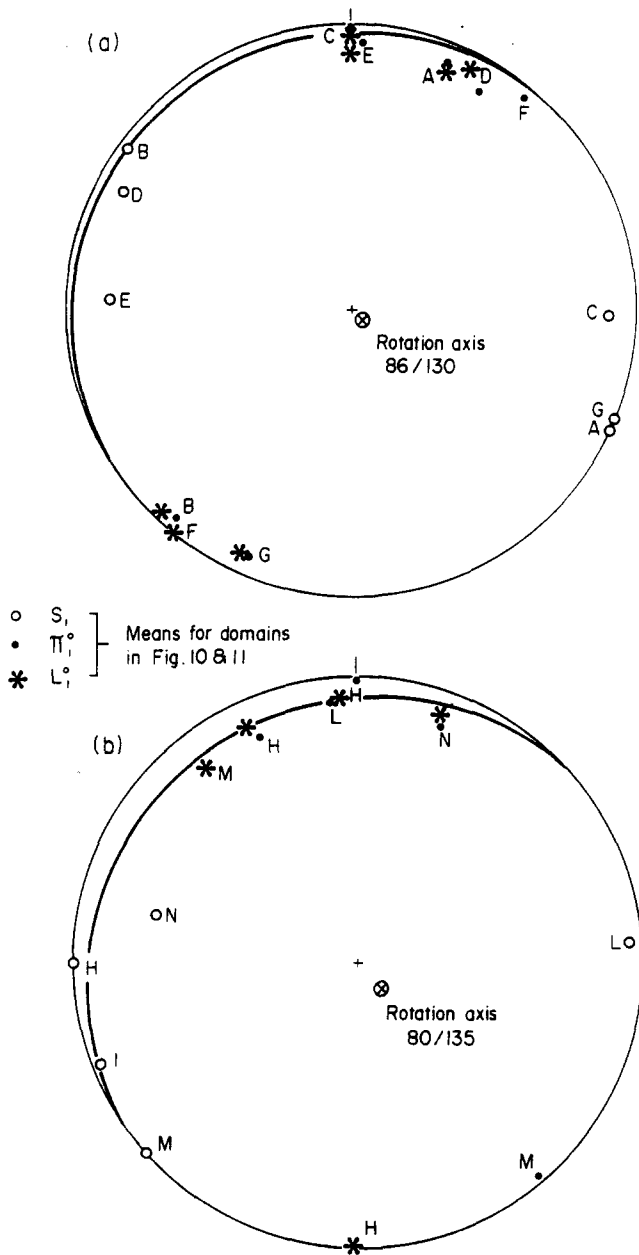 (a)
C
E
A
D
F
B
D
E
+
Rotation axis
86/130
C
G
A
B
F
G
S₁
Π₁°
L₁°
Means for domains
in Fig. 10 & 11
(b)
H
L
H
N
M
N
L
H
+
Rotation axis
80/135
I
M
M
H